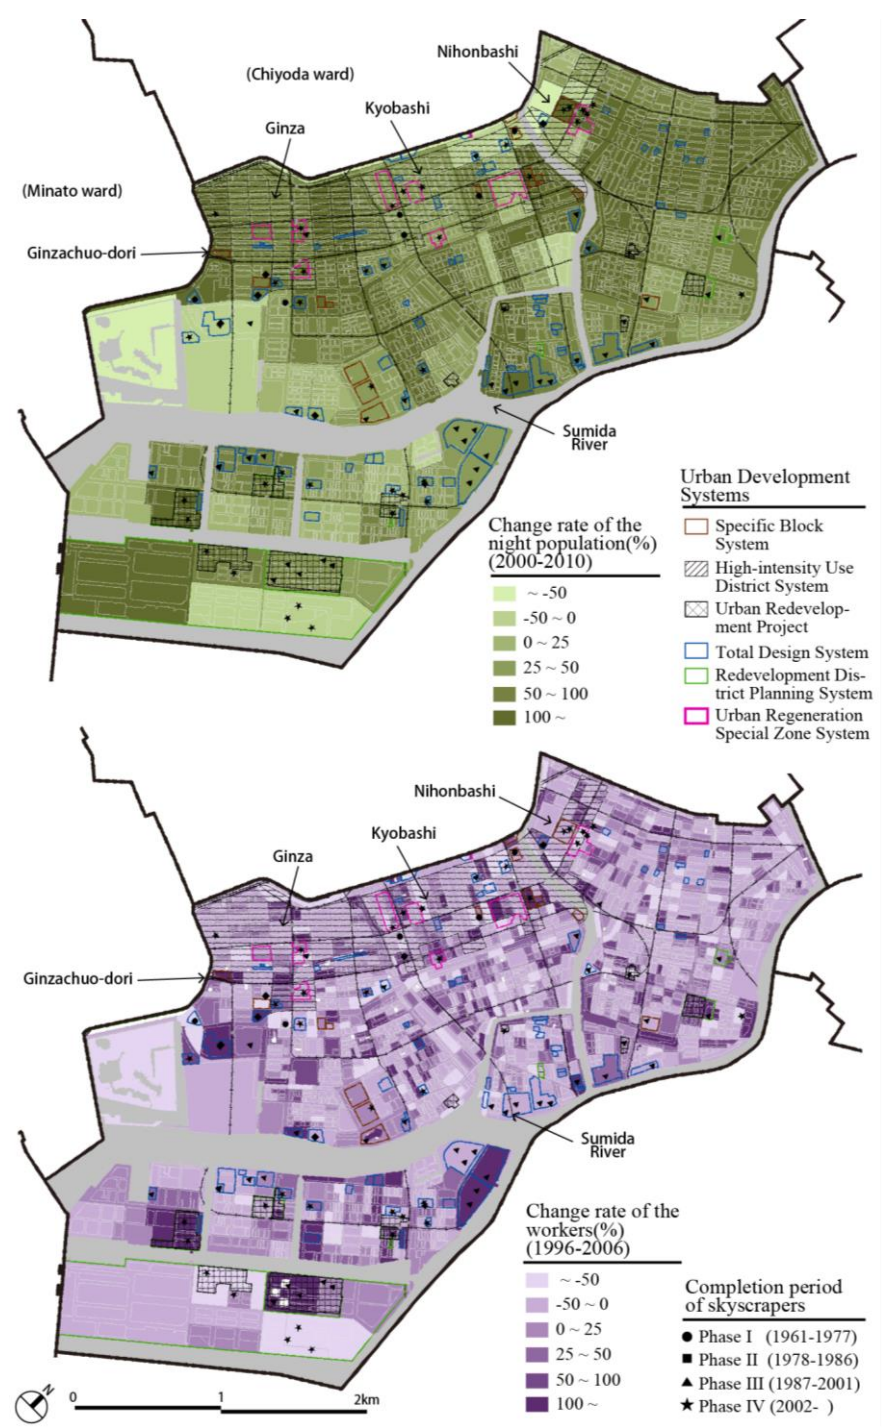 Nihonbashi
(Chiyoda ward)
Kyobashi
Ginza
(Minato ward)
Ginzachuo-dori
Sumida
River
Urban Development
Systems
Specific Block
System
High-intensity Use
District System
Urban Redevelop-
ment Project
Total Design System
Redevelopment Dis-
trict Planning System
Urban Regeneration
Special Zone System
Change rate of the
night population(%)
(2000-2010)
~ -50
-50 ~ 0
0 ~ 25
25 ~ 50
50 ~ 100
100 ~
Nihonbashi
Kyobashi
Ginza
Ginzachuo-dori
Sumida
River
Change rate of the
workers(%)
(1996-2006)
~ -50
-50 ~ 0
0 ~ 25
25 ~ 50
50 ~ 100
100 ~
Completion period
of skyscrapers
Phase I (1961-1977)
Phase II (1978-1986)
Phase III (1987-2001)
Phase IV (2002- )
N
0 1 2km